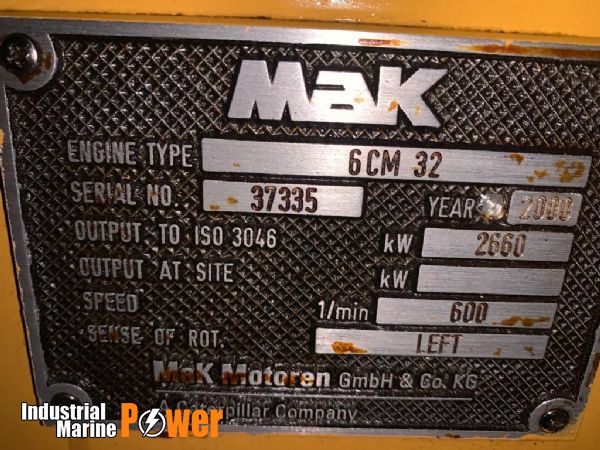 MaK
ENGINE TYPE 6 CM 32
SERIAL NO. 37335 YEAR 2000
OUTPUT TO ISO 3046 kW 2660
OUTPUT AT SITE kW
SPEED 1/min 600
SENSE OF ROT. LEFT
MaK Motoren GmbH & Co. KG
A Caterpillar Company
Industrial
Marine Power